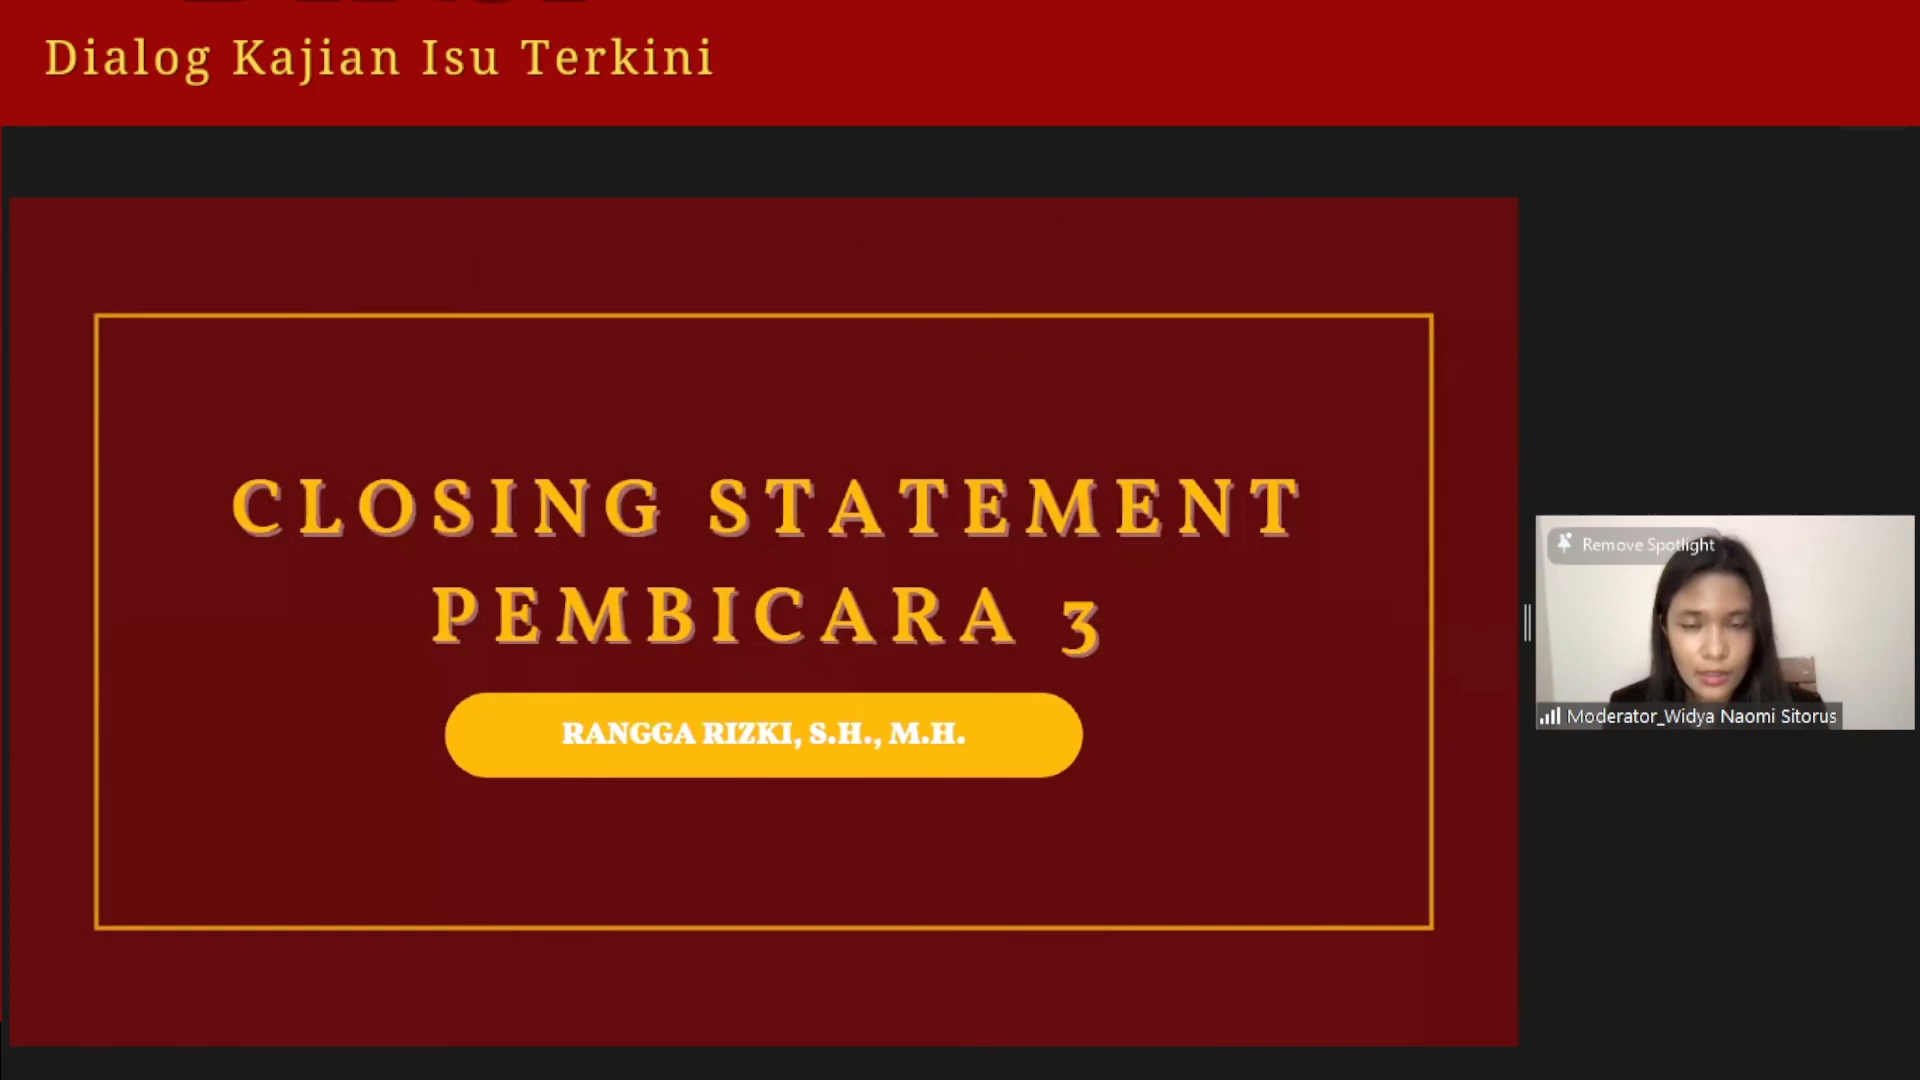 Dialog Kajian Isu Terkini
CLOSING STATEMENT
PEMBICARA 3
RANGGA RIZKI, S.H., M.H.
Remove Spotlight
Moderator_Widya Naomi Sitorus